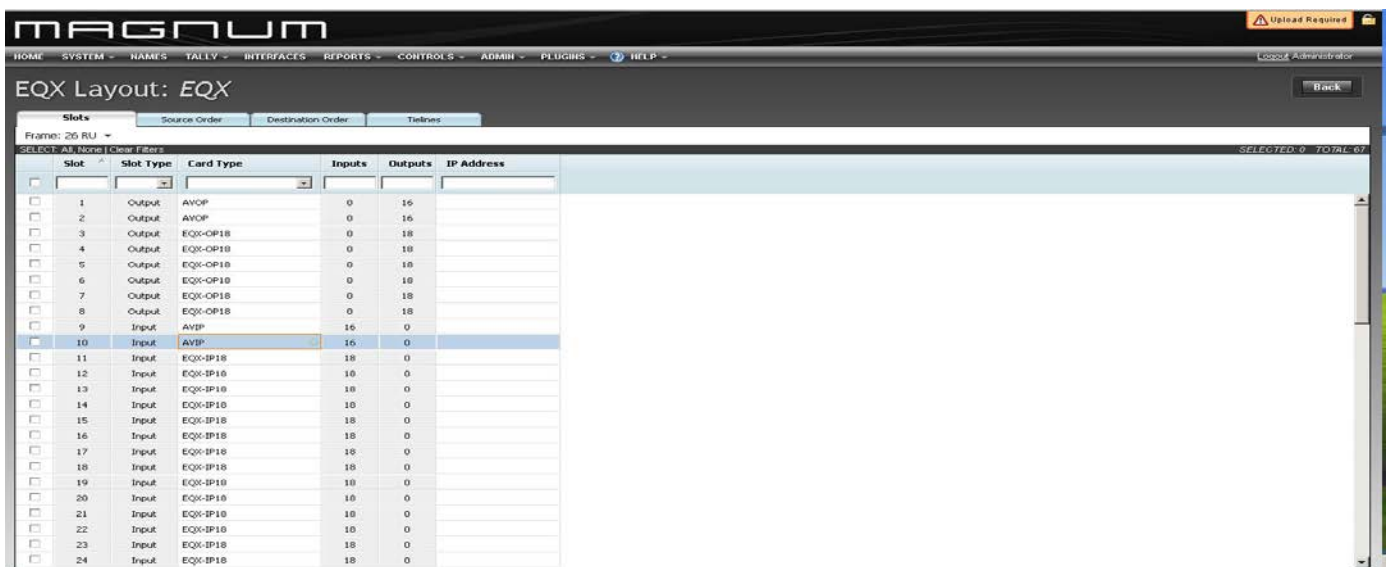 MAGNUM
Upload Required
HOME SYSTEM NAMES TALLY INTERFACES REPORTS CONTROLS ADMIN PLUGINS ? HELP
Logout Administrator
EQX Layout: EQX
Back
Slots Source Order Destination Order Tielines
Frame: 26 RU
SELECT: All, None | Clear Filters
SELECTED: 0 TOTAL: 67
Slot Slot Type Card Type Inputs Outputs IP Address
1 Output AVOP 0 16
2 Output AVOP 0 16
3 Output EQX-OP18 0 18
4 Output EQX-OP18 0 18
5 Output EQX-OP18 0 18
6 Output EQX-OP18 0 18
7 Output EQX-OP18 0 18
8 Output EQX-OP18 0 18
9 Input AVIP 16 0
10 Input AVIP 16 0
11 Input EQX-IP18 18 0
12 Input EQX-IP18 18 0
13 Input EQX-IP18 18 0
14 Input EQX-IP18 18 0
15 Input EQX-IP18 18 0
16 Input EQX-IP18 18 0
17 Input EQX-IP18 18 0
18 Input EQX-IP18 18 0
19 Input EQX-IP18 18 0
20 Input EQX-IP18 18 0
21 Input EQX-IP18 18 0
22 Input EQX-IP18 18 0
23 Input EQX-IP18 18 0
24 Input EQX-IP18 18 0